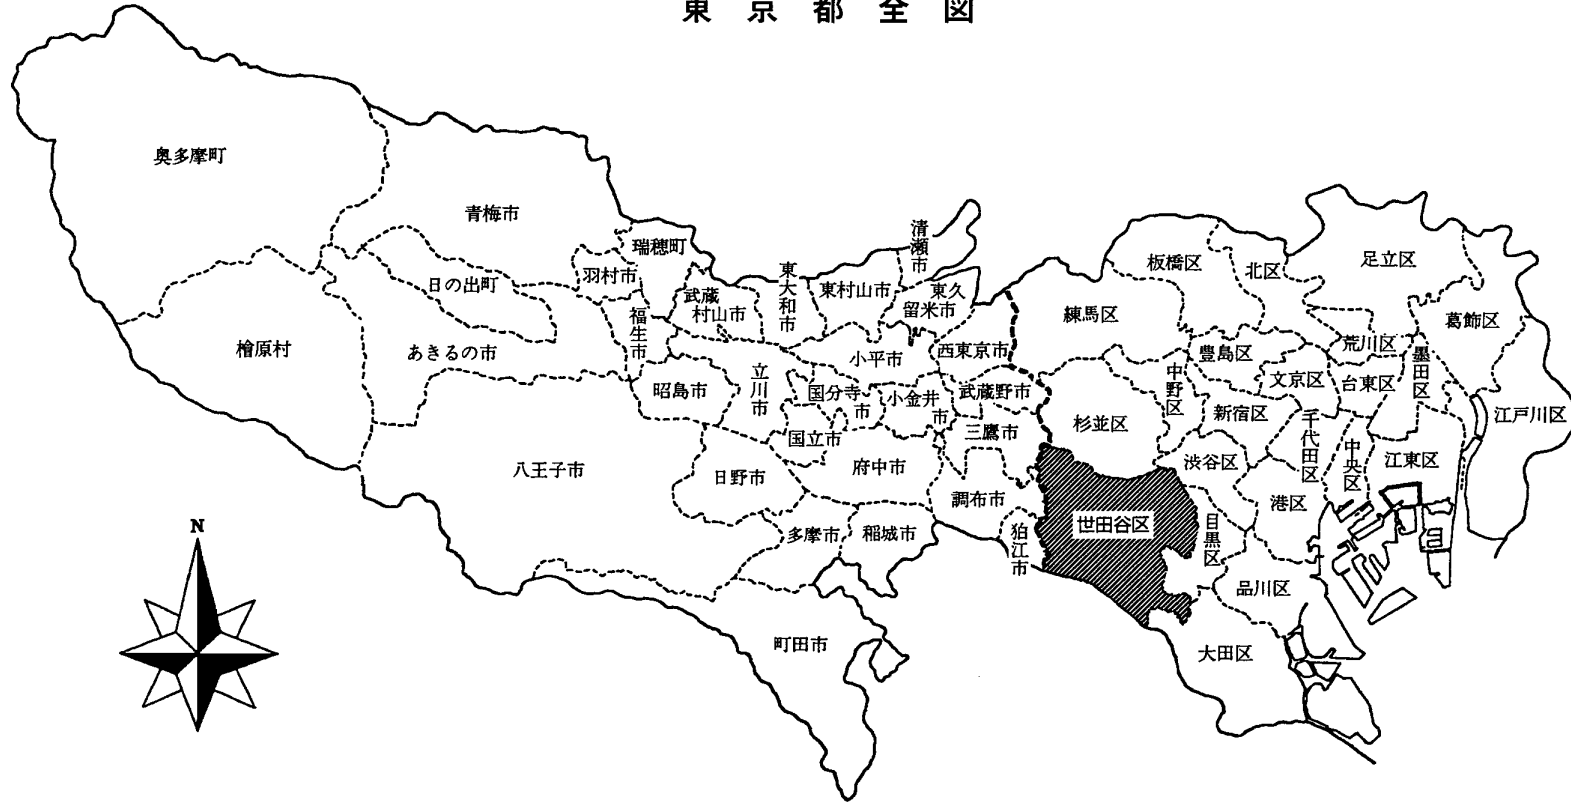 東京都全図
奥多摩町
青梅市
瑞穂町
羽村市
日の出町
檜原村
あきるの市
福生市
武蔵
村山市
東大和市
東村山市
清瀬市
東久
留米市
西東京市
小平市
昭島市
立川市
国分寺
市
小金井
市
武蔵野市
三鷹市
国立市
府中市
八王子市
日野市
調布市
多摩市
稲城市
狛江市
町田市
板橋区
北区
足立区
練馬区
葛飾区
豊島区
荒川区
墨田区
中野区
文京区
台東区
杉並区
新宿区
千代田区
中央区
江戸川区
渋谷区
江東区
港区
世田谷区
目黒区
品川区
大田区
N